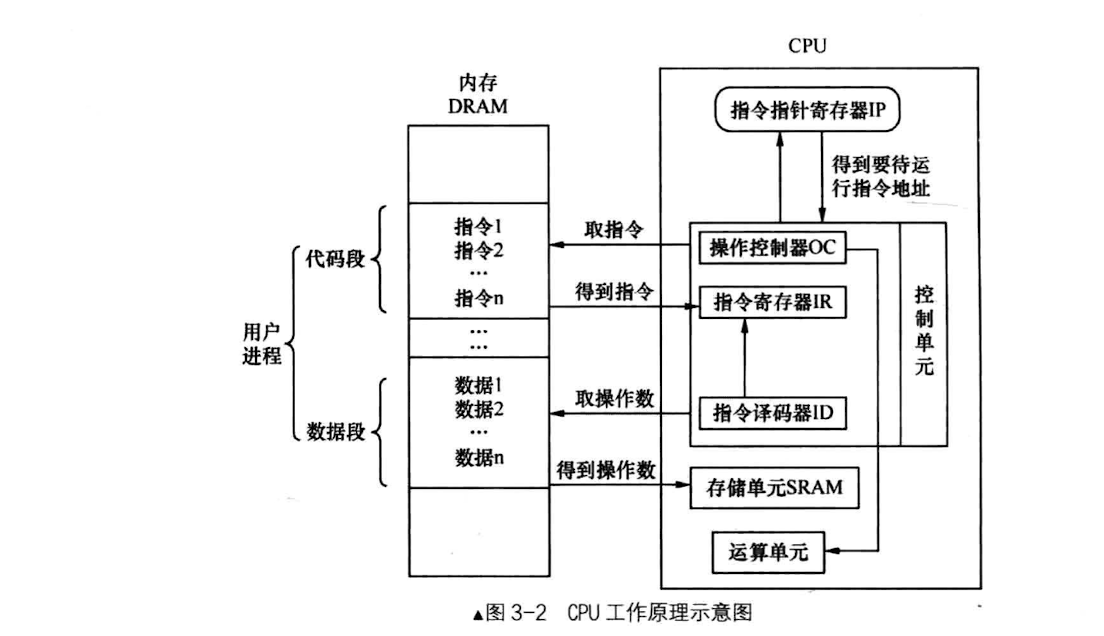 CPU
内存
DRAM
指令指针寄存器IP
得到要待运
行指令地址
指令1
指令2
…
指令n
…
…
数据1
数据2
…
数据n
代码段
用户
进程
数据段
取指令
得到指令
取操作数
得到操作数
操作控制器OC
指令寄存器IR
指令译码器ID
控
制
单
元
存储单元SRAM
运算单元
▲图 3-2 CPU 工作原理示意图